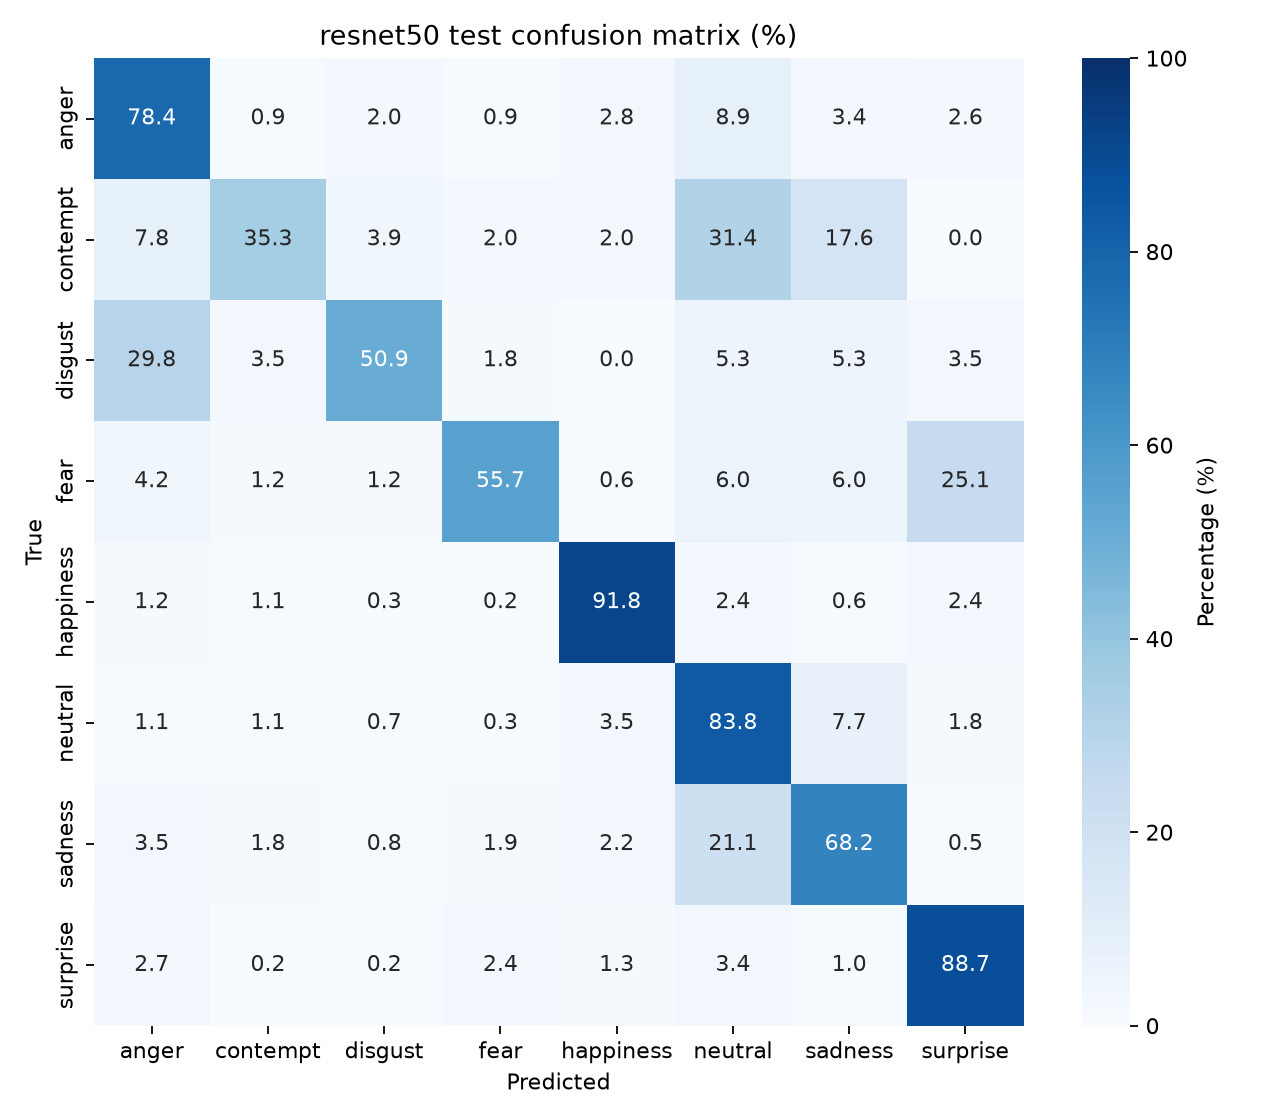 resnet50 test confusion matrix (%)
anger 78.4 0.9 2.0 0.9 2.8 8.9 3.4 2.6
contempt 7.8 35.3 3.9 2.0 2.0 31.4 17.6 0.0
disgust 29.8 3.5 50.9 1.8 0.0 5.3 5.3 3.5
fear 4.2 1.2 1.2 55.7 0.6 6.0 6.0 25.1
happiness 1.2 1.1 0.3 0.2 91.8 2.4 0.6 2.4
neutral 1.1 1.1 0.7 0.3 3.5 83.8 7.7 1.8
sadness 3.5 1.8 0.8 1.9 2.2 21.1 68.2 0.5
surprise 2.7 0.2 0.2 2.4 1.3 3.4 1.0 88.7
True
anger contempt disgust fear happiness neutral sadness surprise
Predicted
100
80
60
40
20
0
Percentage (%)